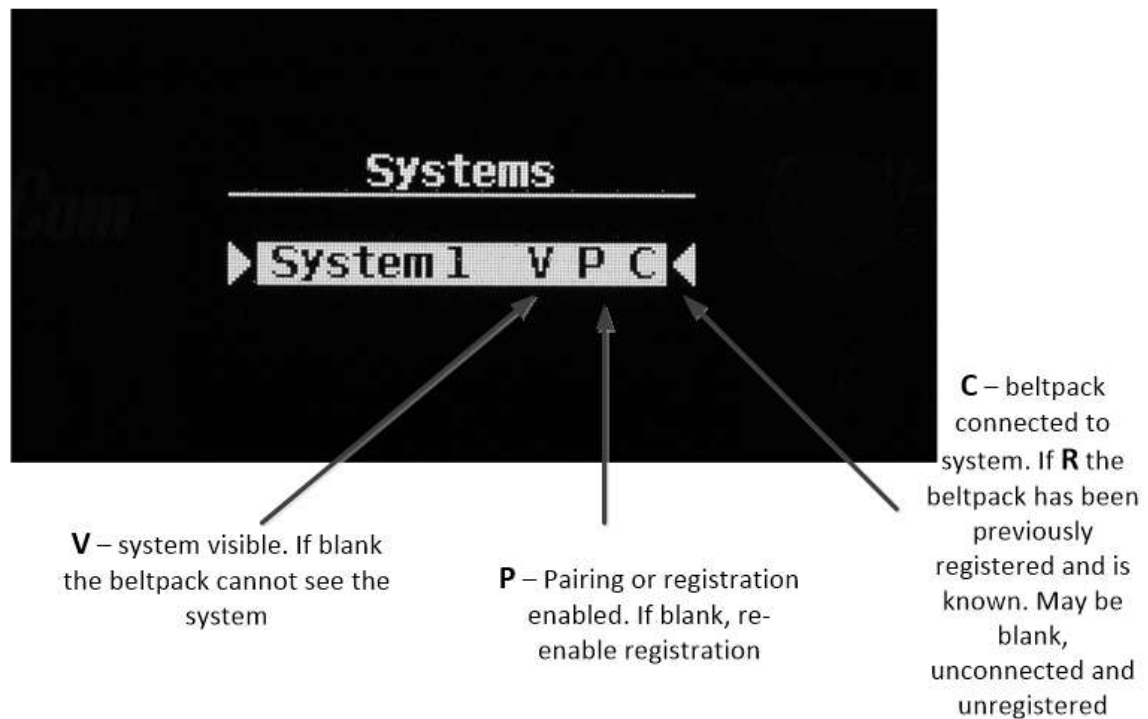 Systems
System 1 V P C
V – system visible. If blank
the beltpack cannot see the
system
P – Pairing or registration
enabled. If blank, re-
enable registration
C – beltpack
connected to
system. If R the
beltpack has been
previously
registered and is
known. May be
blank,
unconnected and
unregistered